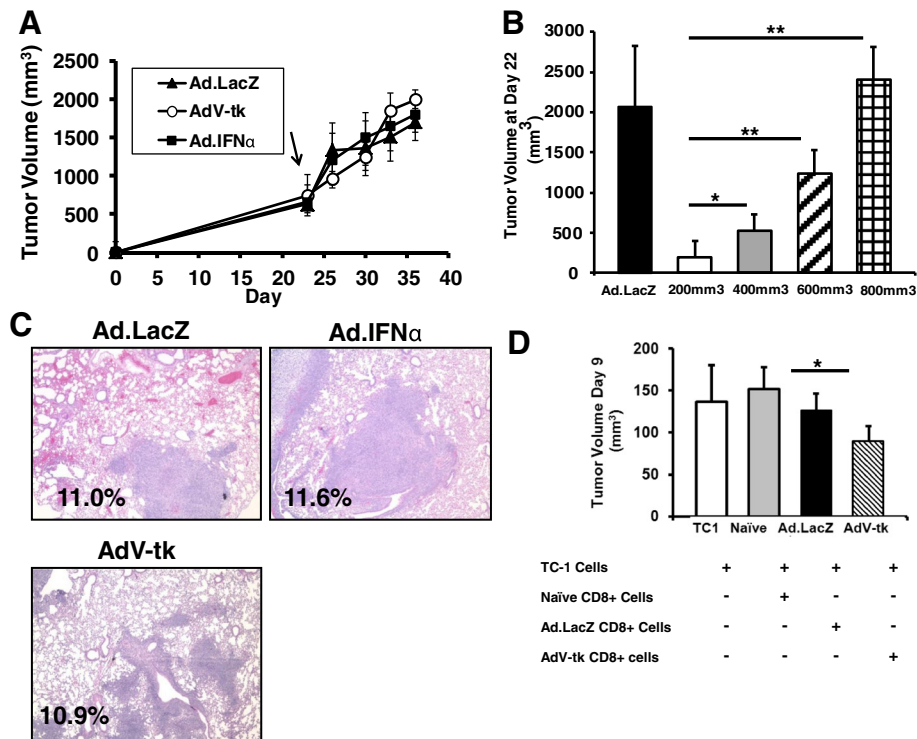 A
Tumor Volume (mm3)
2500
2000
1500
1000
500
0
Ad.LacZ
AdV-tk
Ad.IFNα
0 5 10 15 20 25 30 35 40
Day
B
Tumor Volume at Day 22
(mm3)
3000
2500
2000
1500
1000
500
0
**
**
*
Ad.LacZ 200mm3 400mm3 600mm3 800mm3
C
Ad.LacZ
11.0%
Ad.IFNα
11.6%
AdV-tk
10.9%
D
Tumor Volume Day 9
(mm3)
200
150
100
50
0
*
TC1 Naïve Ad.LacZ AdV-tk
TC-1 Cells + + + +
Naïve CD8+ Cells - + - -
Ad.LacZ CD8+ Cells - - + -
AdV-tk CD8+ cells - - - +